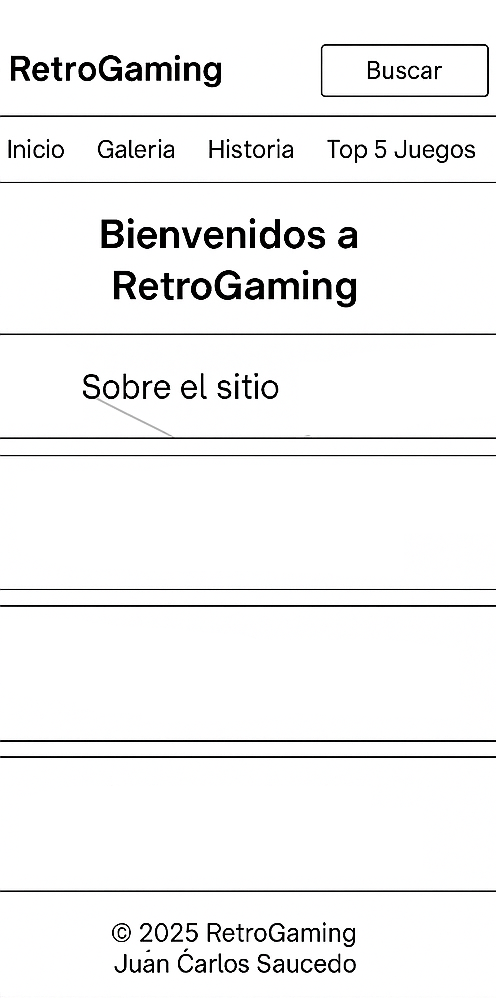 RetroGaming
Buscar
Inicio Galeria Historia Top 5 Juegos
Bienvenidos a
RetroGaming
Sobre el sitio
© 2025 RetroGaming
Juán Ćarlos Saucedo